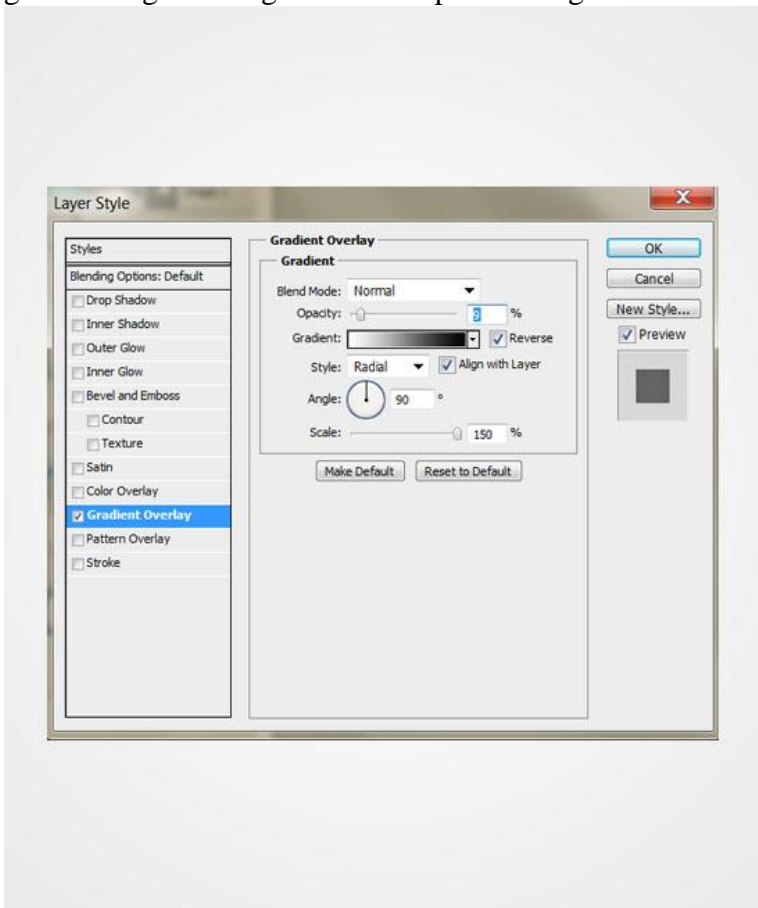 Layer Style
Styles
Blending Options: Default
Drop Shadow
Inner Shadow
Outer Glow
Inner Glow
Bevel and Emboss
Contour
Texture
Satin
Color Overlay
Gradient Overlay
Pattern Overlay
Stroke
Gradient Overlay
Gradient
Blend Mode: Normal
Opacity: 9 %
Gradient: Reverse
Style: Radial Align with Layer
Angle: 90 °
Scale: 150 %
Make Default Reset to Default
OK
Cancel
New Style...
Preview